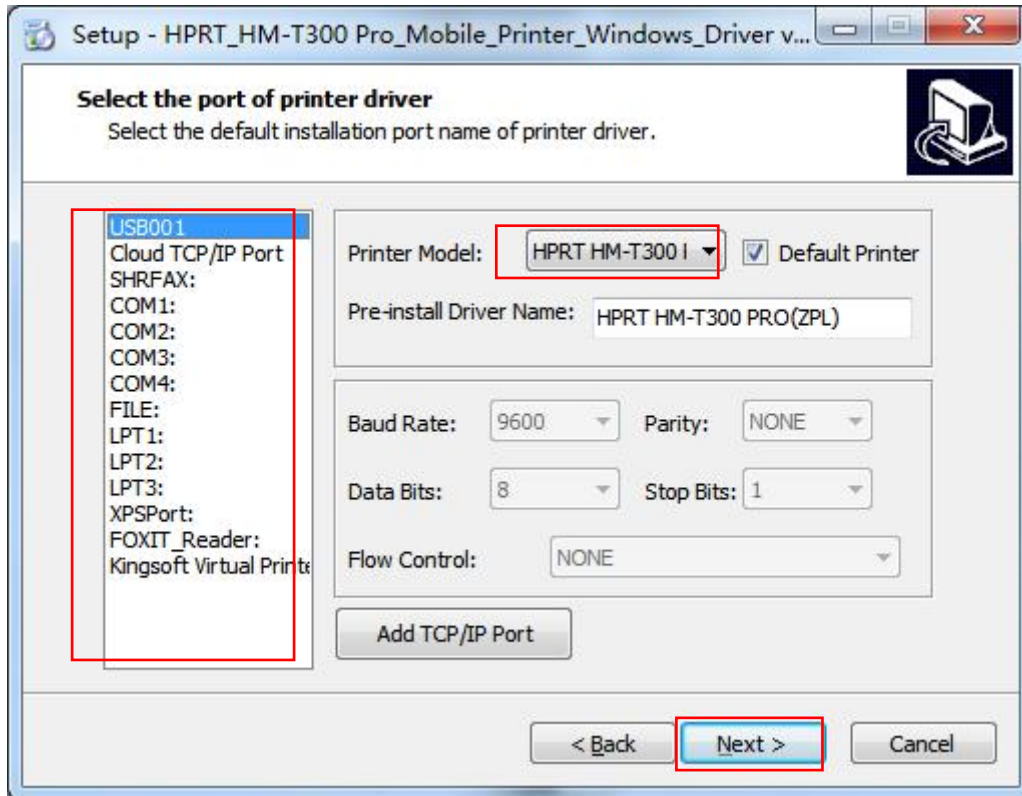 Setup - HPRT_HM-T300 Pro_Mobile_Printer_Windows_Driver v...
Select the port of printer driver
Select the default installation port name of printer driver.
USB001
Cloud TCP/IP Port
SHRFAX:
COM1:
COM2:
COM3:
COM4:
FILE:
LPT1:
LPT2:
LPT3:
XPSPort:
FOXIT_Reader:
Kingsoft Virtual Printe
Printer Model: HPRT HM-T300 I Default Printer
Pre-install Driver Name: HPRT HM-T300 PRO(ZPL)
Baud Rate: 9600 Parity: NONE
Data Bits: 8 Stop Bits: 1
Flow Control: NONE
Add TCP/IP Port
< Back Next > Cancel